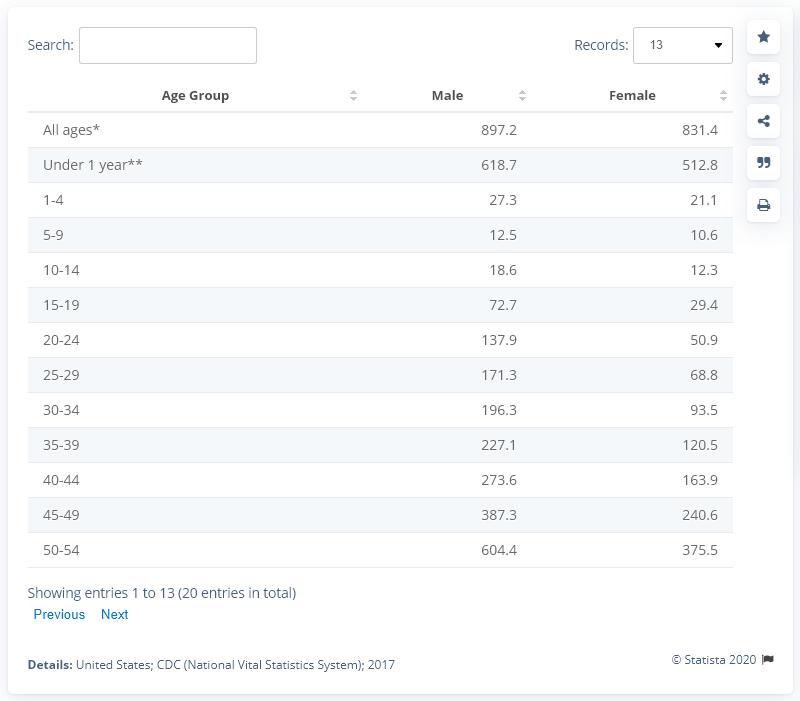 Search:
Records: 13
Age Group Male Female
All ages* 897.2 831.4
Under 1 year** 618.7 512.8
1-4 27.3 21.1
5-9 12.5 10.6
10-14 18.6 12.3
15-19 72.7 29.4
20-24 137.9 50.9
25-29 171.3 68.8
30-34 196.3 93.5
35-39 227.1 120.5
40-44 273.6 163.9
45-49 387.3 240.6
50-54 604.4 375.5
Showing entries 1 to 13 (20 entries in total)
Previous Next
Details: United States; CDC (National Vital Statistics System); 2017
© Statista 2020